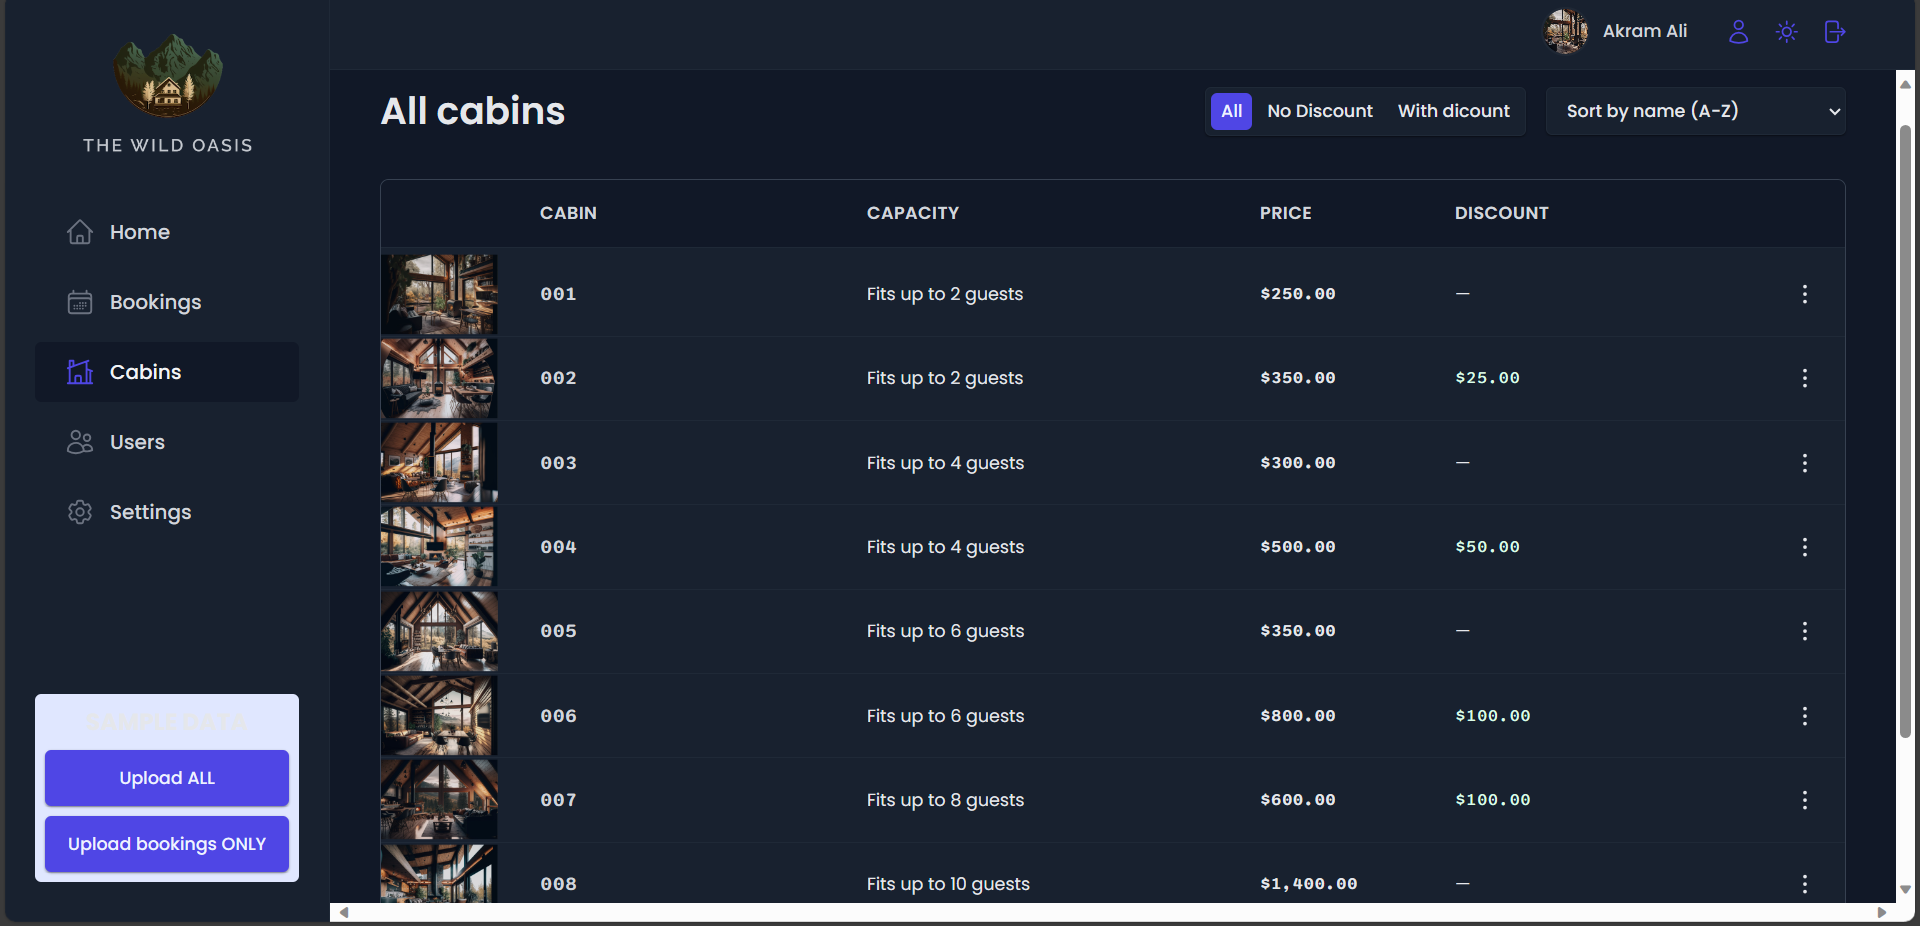 THE WILD OASIS
Home
Bookings
Cabins
Users
Settings
SAMPLE DATA
Upload ALL
Upload bookings ONLY
Akram Ali
All cabins
All No Discount With dicount
Sort by name (A-Z)
CABIN CAPACITY PRICE DISCOUNT
001 Fits up to 2 guests $250.00 —
002 Fits up to 2 guests $350.00 $25.00
003 Fits up to 4 guests $300.00 —
004 Fits up to 4 guests $500.00 $50.00
005 Fits up to 6 guests $350.00 —
006 Fits up to 6 guests $800.00 $100.00
007 Fits up to 8 guests $600.00 $100.00
008 Fits up to 10 guests $1,400.00 —